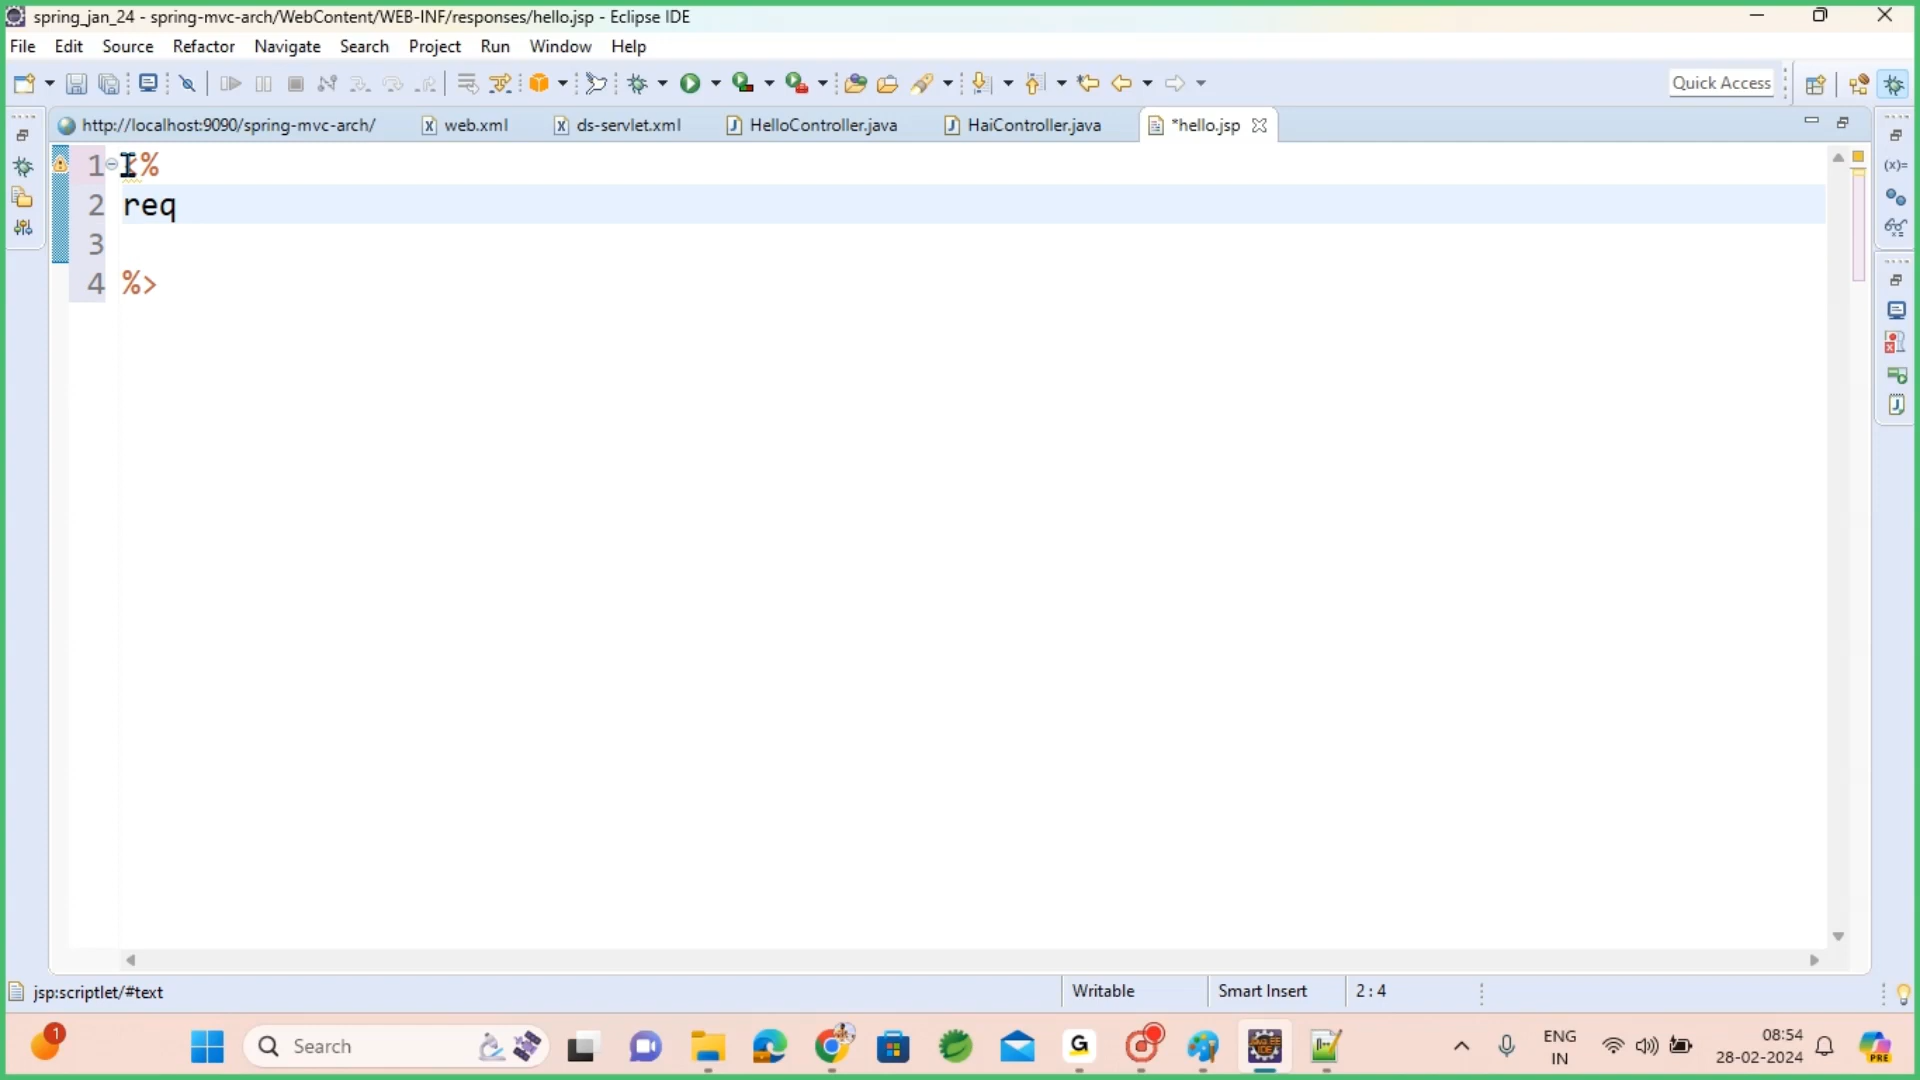 spring_jan_24 - spring-mvc-arch/WebContent/WEB-INF/responses/hello.jsp - Eclipse IDE
File Edit Source Refactor Navigate Search Project Run Window Help
Quick Access
http://localhost:9090/spring-mvc-arch/ web.xml ds-servlet.xml HelloController.java HaiController.java *hello.jsp
1 <%
2 req
3
4 %>
jsp:scriptlet/#text Writable Smart Insert 2 : 4
1 Search ENG IN 08:54 28-02-2024 PRE